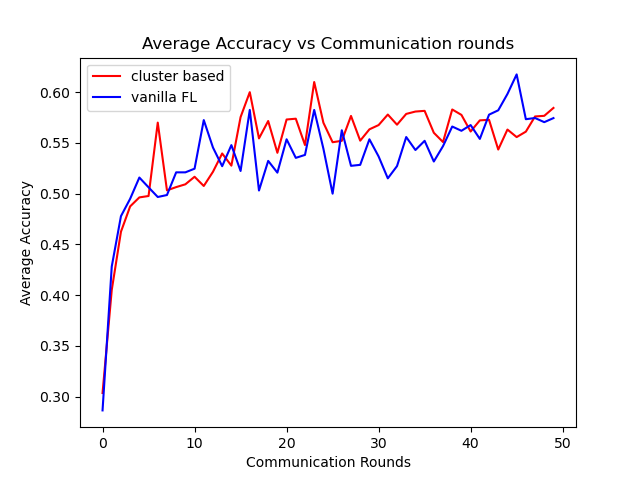 Average Accuracy vs Communication rounds
cluster based
vanilla FL
Average Accuracy
0.60
0.55
0.50
0.45
0.40
0.35
0.30
0 10 20 30 40 50
Communication Rounds